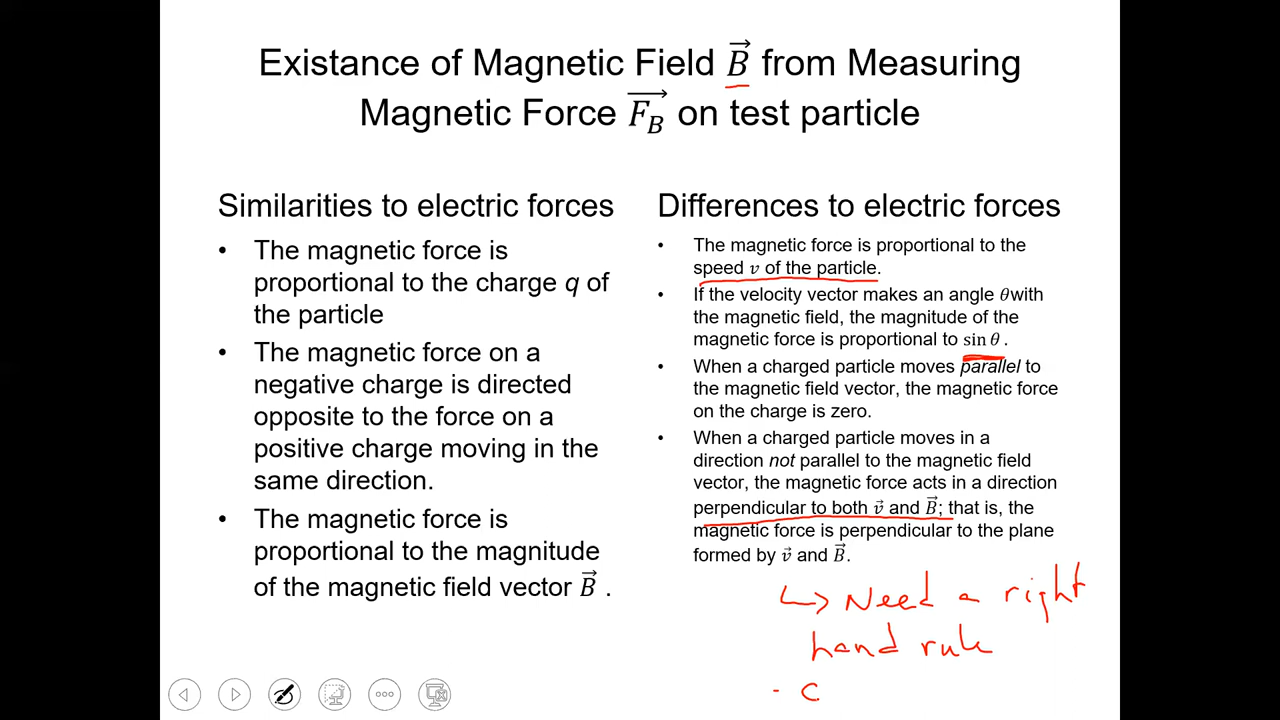 Existance of Magnetic Field B⃗ from Measuring
Magnetic Force F_B⃗ on test particle
Similarities to electric forces
• The magnetic force is
proportional to the charge q of
the particle
• The magnetic force on a
negative charge is directed
opposite to the force on a
positive charge moving in the
same direction.
• The magnetic force is
proportional to the magnitude
of the magnetic field vector B⃗ .
Differences to electric forces
• The magnetic force is proportional to the
speed v of the particle.
• If the velocity vector makes an angle θwith
the magnetic field, the magnitude of the
magnetic force is proportional to sin θ .
• When a charged particle moves parallel to
the magnetic field vector, the magnetic force
on the charge is zero.
• When a charged particle moves in a
direction not parallel to the magnetic field
vector, the magnetic force acts in a direction
perpendicular to both v⃗ and B⃗; that is, the
magnetic force is perpendicular to the plane
formed by v⃗ and B⃗.
↳ Need a right
hand rule
- C